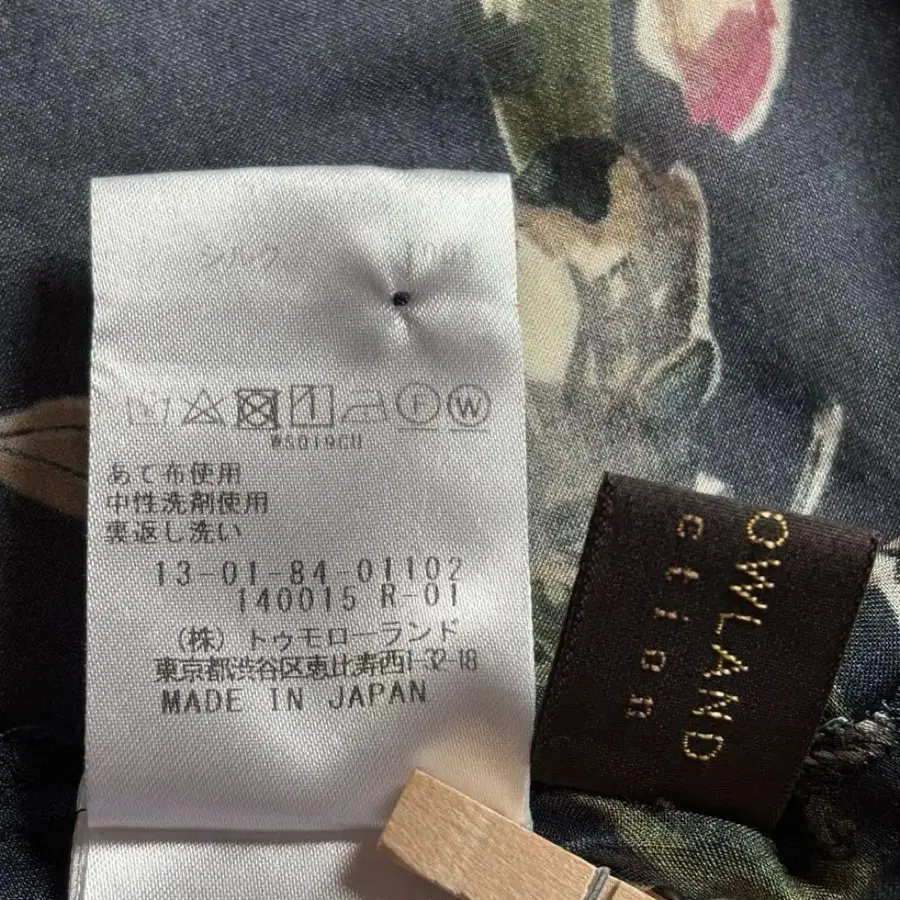 シルク 100
F W
W5019CU
あて布使用
中性洗剤使用
裏返し洗い
13-01-84-01102
140015 R-01
(株) トゥモローランド
東京都渋谷区恵比寿西1-32-18
MADE IN JAPAN
OWLAND
ction